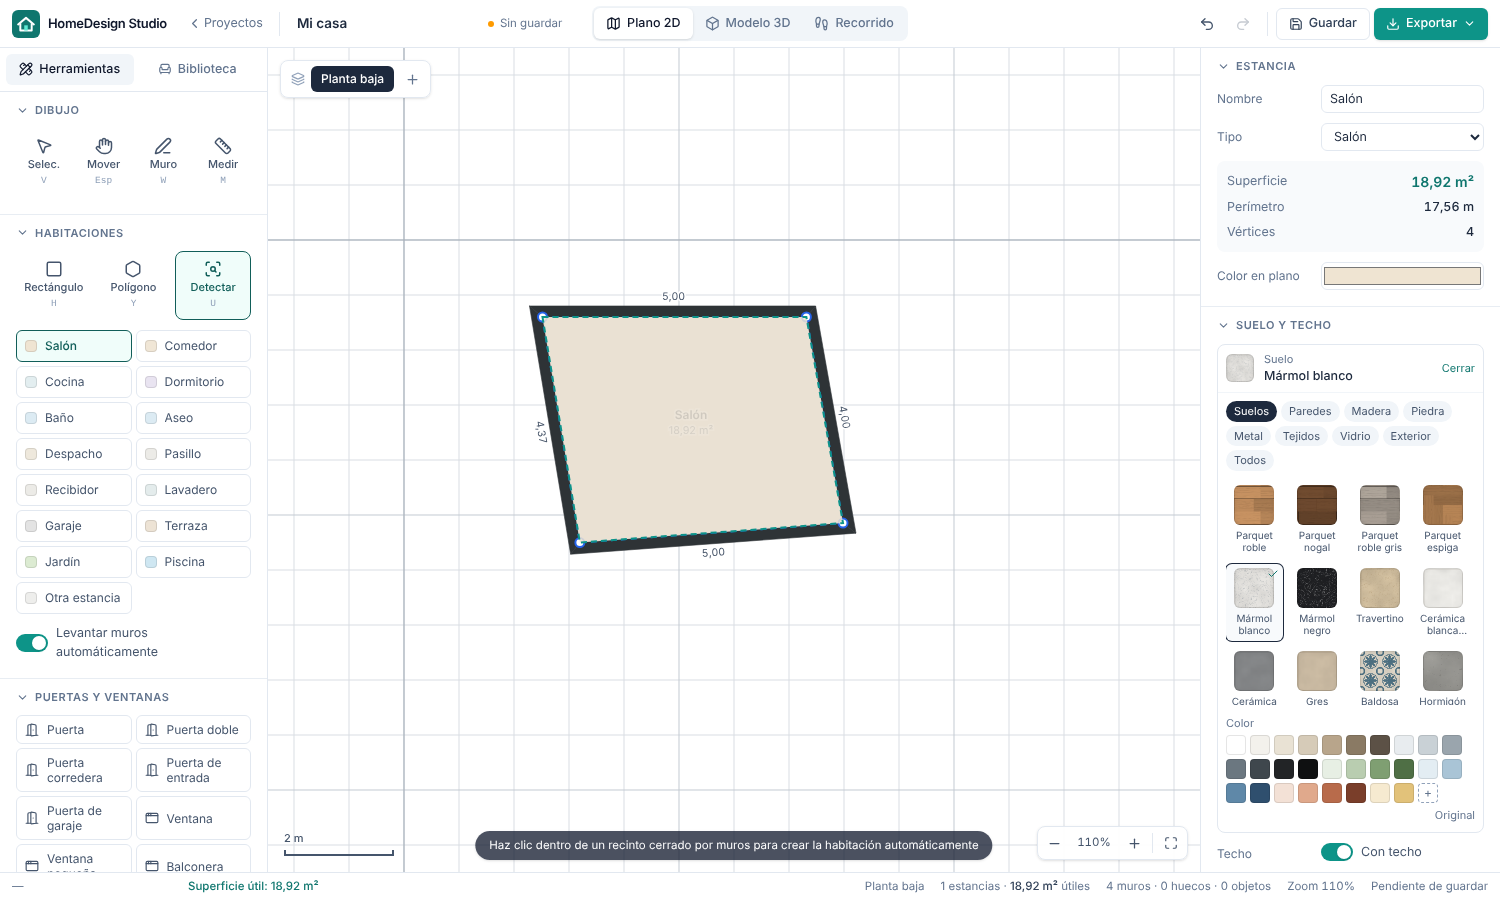 HomeDesign Studio
Proyectos
Mi casa
Sin guardar
Plano 2D
Modelo 3D
Recorrido
Guardar
Exportar
Herramientas
Biblioteca
DIBUJO
Selec.
V
Mover
Esp
Muro
W
Medir
M
HABITACIONES
Rectángulo
H
Polígono
Y
Detectar
U
Salón
Comedor
Cocina
Dormitorio
Baño
Aseo
Despacho
Pasillo
Recibidor
Lavadero
Garaje
Terraza
Jardín
Piscina
Otra estancia
Levantar muros
automáticamente
PUERTAS Y VENTANAS
Puerta
Puerta doble
Puerta
corredera
Puerta de
entrada
Puerta de
garaje
Ventana
Ventana
pequeña
Balconera
Planta baja
5,00
4,00
4,37
5,00
Salón
18,92 m²
2 m
Haz clic dentro de un recinto cerrado por muros para crear la habitación automáticamente
110%
ESTANCIA
Nombre
Salón
Tipo
Salón
Superficie
18,92 m²
Perímetro
17,56 m
Vértices
4
Color en plano
SUELO Y TECHO
Suelo
Mármol blanco
Cerrar
Suelos
Paredes
Madera
Piedra
Metal
Tejidos
Vidrio
Exterior
Todos
Parquet
roble
Parquet
nogal
Parquet
roble gris
Parquet
espiga
Mármol
blanco
Mármol
negro
Travertino
Cerámica
blanca...
Cerámica
Gres
Baldosa
Hormigón
Color
+
Original
Techo
Con techo
—
Superficie útil: 18,92 m²
Planta baja
1 estancias · 18,92 m² útiles
4 muros · 0 huecos · 0 objetos
Zoom 110%
Pendiente de guardar